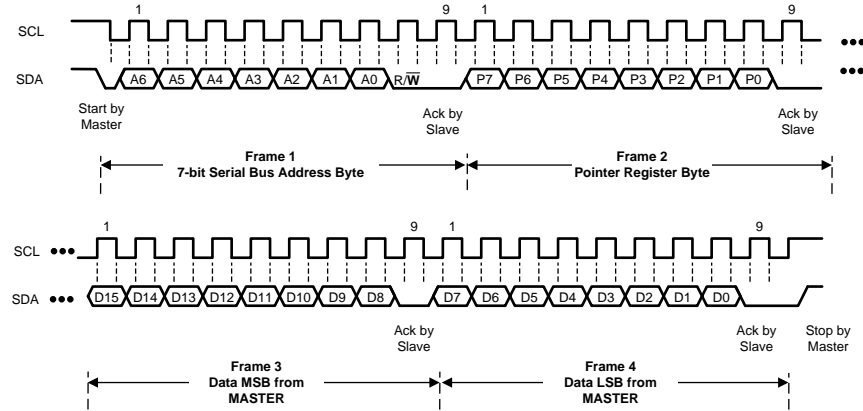 1 9 1 9
SCL
SDA A6 A5 A4 A3 A2 A1 A0 R/W P7 P6 P5 P4 P3 P2 P1 P0
Start by
Master
Ack by
Slave
Ack by
Slave
Frame 1
7-bit Serial Bus Address Byte
Frame 2
Pointer Register Byte
1 9 1 9
SCL
SDA D15 D14 D13 D12 D11 D10 D9 D8 D7 D6 D5 D4 D3 D2 D1 D0
Ack by
Slave
Ack by
Slave
Stop by
Master
Frame 3
Data MSB from
MASTER
Frame 4
Data LSB from
MASTER